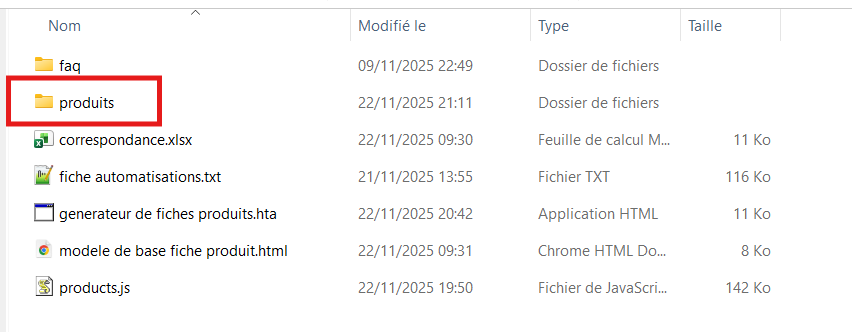 Nom Modifié le Type Taille
faq 09/11/2025 22:49 Dossier de fichiers
produits 22/11/2025 21:11 Dossier de fichiers
correspondance.xlsx 22/11/2025 09:30 Feuille de calcul M... 11 Ko
fiche automatisations.txt 21/11/2025 13:55 Fichier TXT 116 Ko
generateur de fiches produits.hta 22/11/2025 20:42 Application HTML 11 Ko
modele de base fiche produit.html 22/11/2025 09:31 Chrome HTML Do... 8 Ko
products.js 22/11/2025 19:50 Fichier de JavaScri... 142 Ko